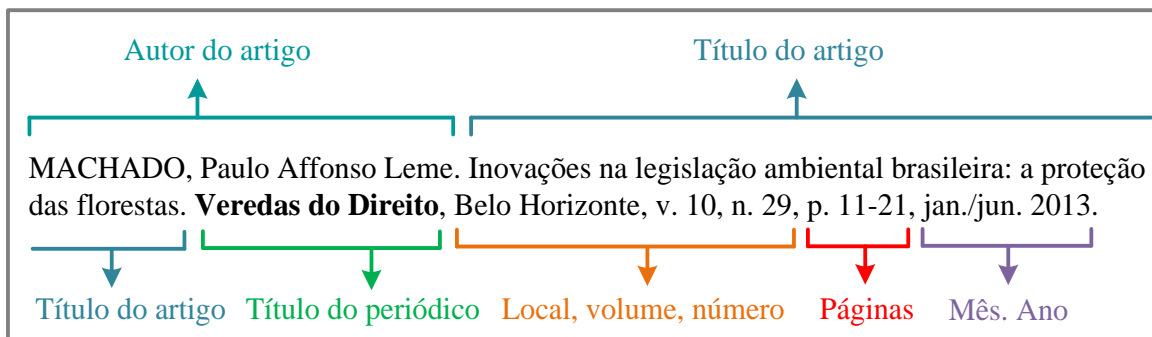 Autor do artigo Título do artigo
MACHADO, Paulo Affonso Leme. Inovações na legislação ambiental brasileira: a proteção
das florestas. Veredas do Direito, Belo Horizonte, v. 10, n. 29, p. 11-21, jan./jun. 2013.
Título do artigo Título do periódico Local, volume, número Páginas Mês. Ano